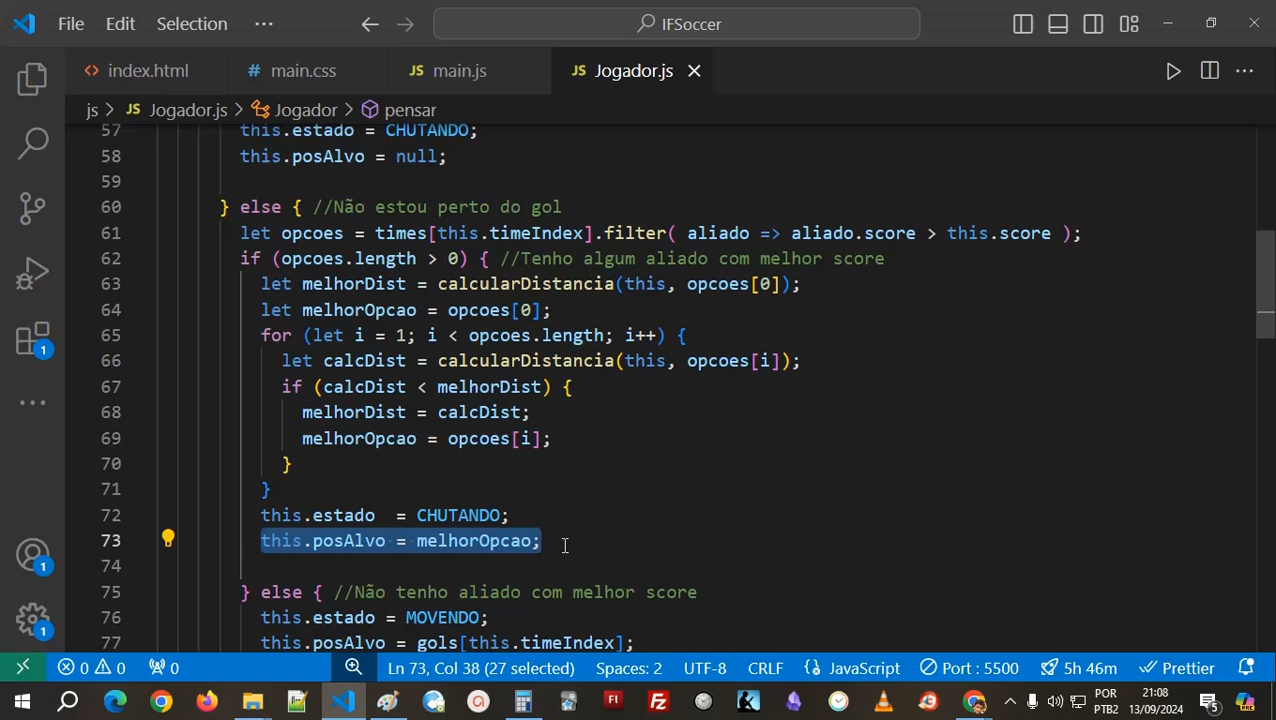 File Edit Selection ··· IFSoccer
index.html main.css JS main.js JS Jogador.js
js > JS Jogador.js > Jogador > pensar
57 this.estado = CHUTANDO;
58 this.posAlvo = null;
59
60 } else { //Não estou perto do gol
61 let opcoes = times[this.timeIndex].filter( aliado => aliado.score > this.score );
62 if (opcoes.length > 0) { //Tenho algum aliado com melhor score
63 let melhorDist = calcularDistancia(this, opcoes[0]);
64 let melhorOpcao = opcoes[0];
65 for (let i = 1; i < opcoes.length; i++) {
66 let calcDist = calcularDistancia(this, opcoes[i]);
67 if (calcDist < melhorDist) {
68 melhorDist = calcDist;
69 melhorOpcao = opcoes[i];
70 }
71 }
72 this.estado  = CHUTANDO;
73 this.posAlvo = melhorOpcao;
74
75 } else { //Não tenho aliado com melhor score
76 this.estado = MOVENDO;
77 this.posAlvo = gols[this.timeIndex];
1
1
1
0 0 0 Ln 73, Col 38 (27 selected) Spaces: 2 UTF-8 CRLF JavaScript Port : 5500 5h 46m Prettier
POR
PTB2
21:08
13/09/2024
5
PRE